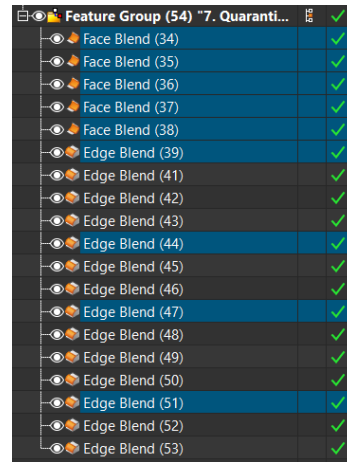 Feature Group (54) "7. Quaranti...
Face Blend (34)
Face Blend (35)
Face Blend (36)
Face Blend (37)
Face Blend (38)
Edge Blend (39)
Edge Blend (41)
Edge Blend (42)
Edge Blend (43)
Edge Blend (44)
Edge Blend (45)
Edge Blend (46)
Edge Blend (47)
Edge Blend (48)
Edge Blend (49)
Edge Blend (50)
Edge Blend (51)
Edge Blend (52)
Edge Blend (53)